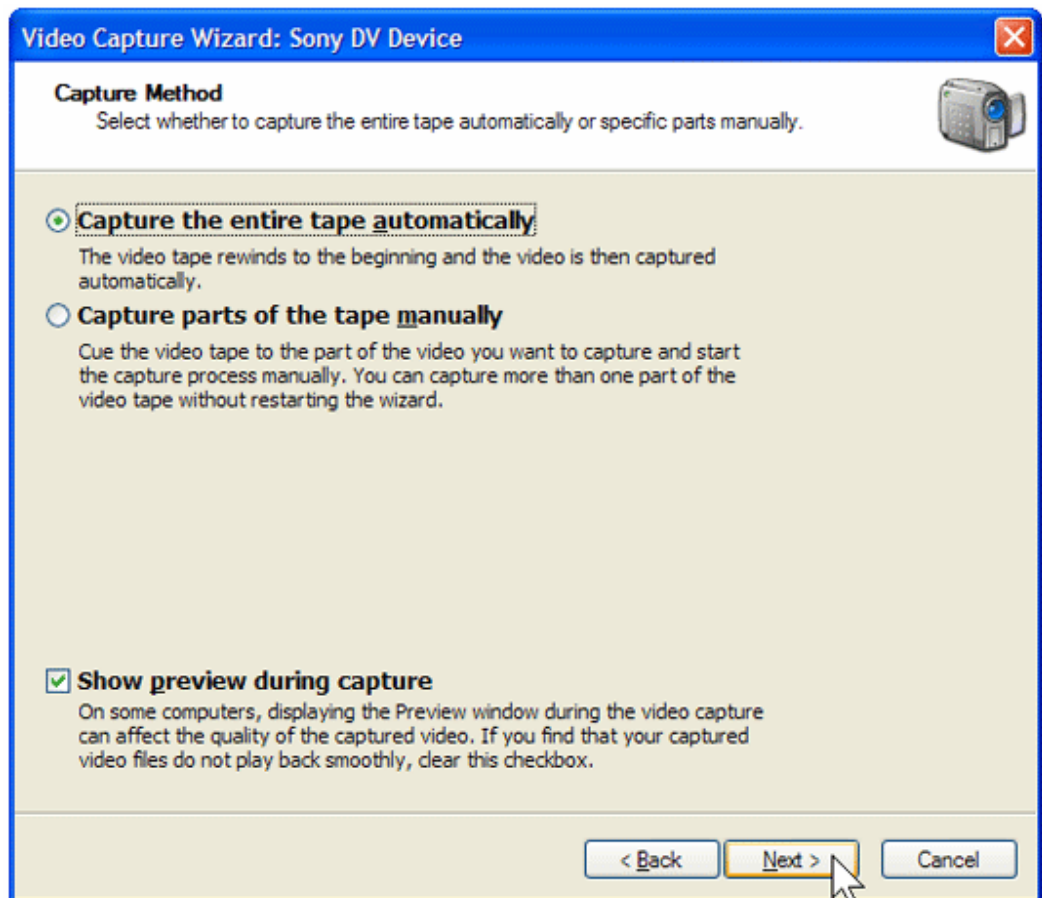 Video Capture Wizard: Sony DV Device
Capture Method
Select whether to capture the entire tape automatically or specific parts manually.
Capture the entire tape automatically
The video tape rewinds to the beginning and the video is then captured
automatically.
Capture parts of the tape manually
Cue the video tape to the part of the video you want to capture and start
the capture process manually. You can capture more than one part of the
video tape without restarting the wizard.
Show preview during capture
On some computers, displaying the Preview window during the video capture
can affect the quality of the captured video. If you find that your captured
video files do not play back smoothly, clear this checkbox.
< Back Next > Cancel